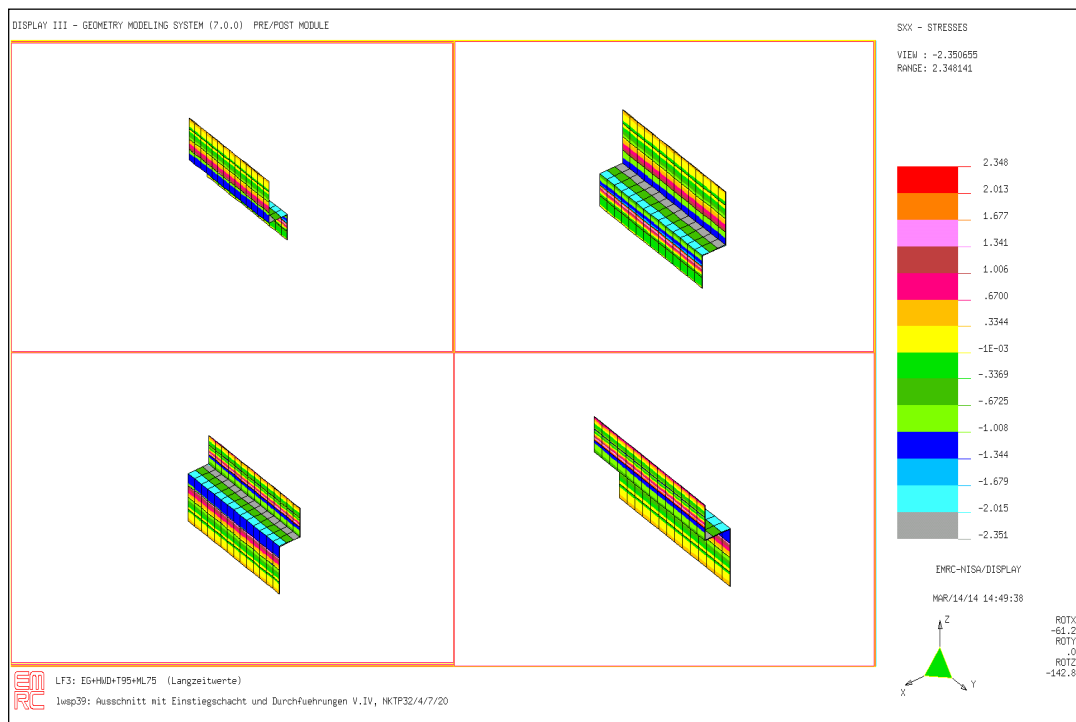 DISPLAY III - GEOMETRY MODELING SYSTEM (7.0.0) PRE/POST MODULE
SXX - STRESSES
VIEW : -2.350655
RANGE: 2.348141
2.348
2.013
1.677
1.341
1.006
.6700
.3344
-1E-03
-.3369
-.6725
-1.008
-1.344
-1.679
-2.015
-2.351
EMRC-NISA/DISPLAY
MAR/14/14 14:49:38
ROTX
-61.2
ROTY
.0
ROTZ
-142.8
Z
X
Y
EMRC
LF3: EG+HWD+T95+ML75 (Langzeitwerte)
lwsp39: Ausschnitt mit Einstiegschacht und Durchfuehrungen V.IV, NKTP32/4/7/20